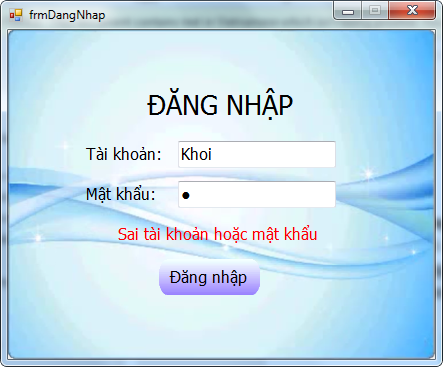 frmDangNhap
ĐĂNG NHẬP
Tài khoản: Khoi
Mật khẩu: ●
Sai tài khoản hoặc mật khẩu
Đăng nhập